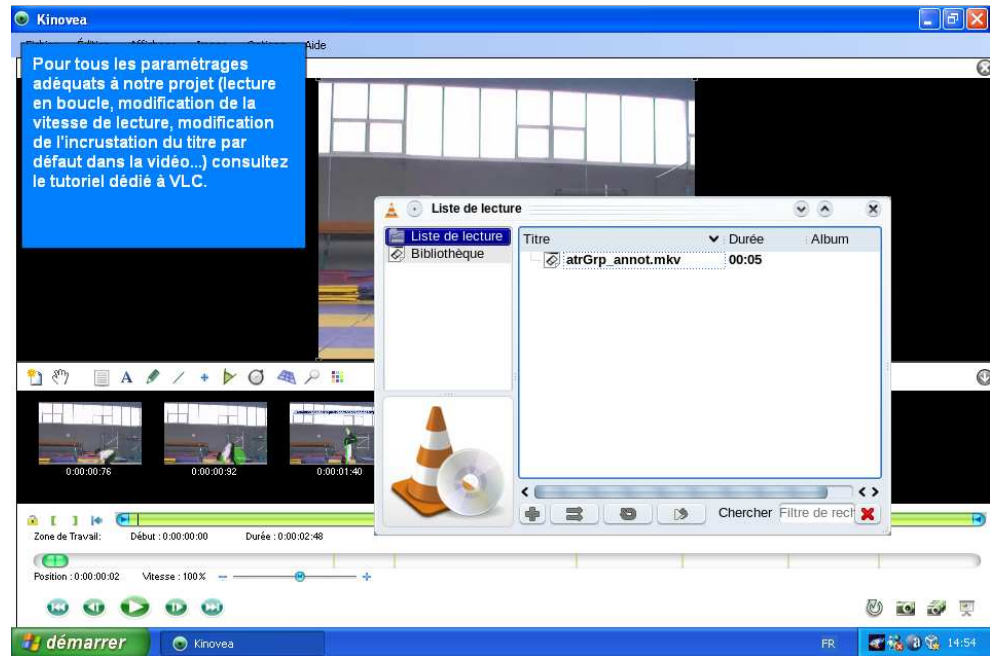 Kinovea
Aide
Pour tous les paramétrages
adéquats à notre projet (lecture
en boucle, modification de la
vitesse de lecture, modification
de l'incrustation du titre par
défaut dans la vidéo...) consultez
le tutoriel dédié à VLC.
Liste de lecture
Liste de lecture
Bibliothèque
Titre Durée Album
atrGrp_annot.mkv 00:05
0:00:00:76 0:00:00:92 0:00:01:40
Chercher Filtre de rech
Zone de Travail: Début : 0:00:00:00 Durée : 0:00:02:48
Position : 0:00:00:02 Vitesse : 100 %
démarrer Kinovea FR 14:54